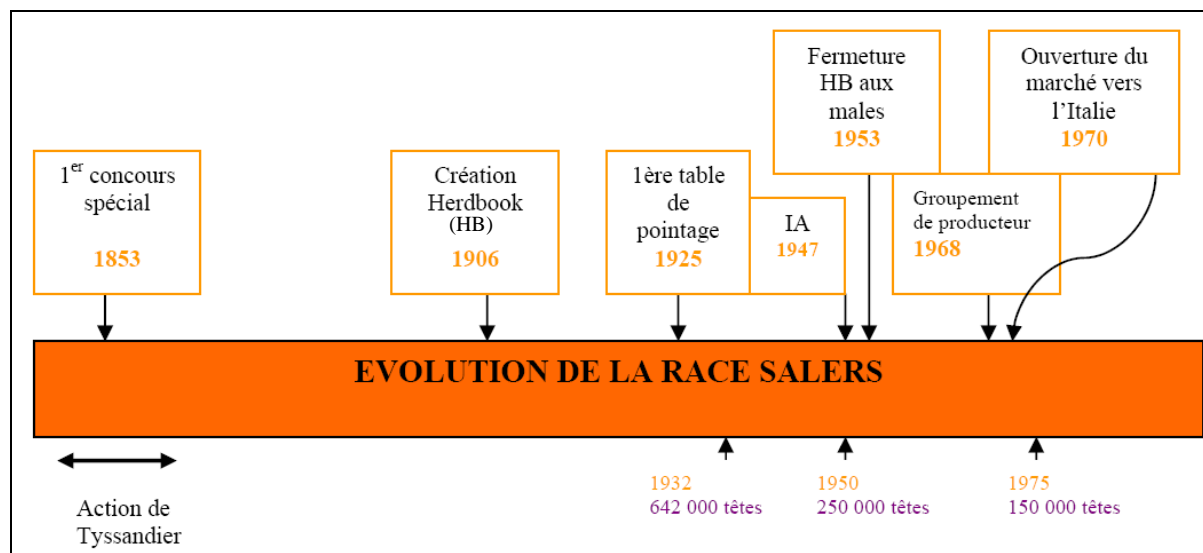 1er concours
spécial
1853
Création
Herdbook
(HB)
1906
1ère table
de
pointage
1925
IA
1947
Fermeture
HB aux
males
1953
Groupement
de producteur
1968
Ouverture du
marché vers
l'Italie
1970
EVOLUTION DE LA RACE SALERS
Action de
Tyssandier
1932
642 000 têtes
1950
250 000 têtes
1975
150 000 têtes